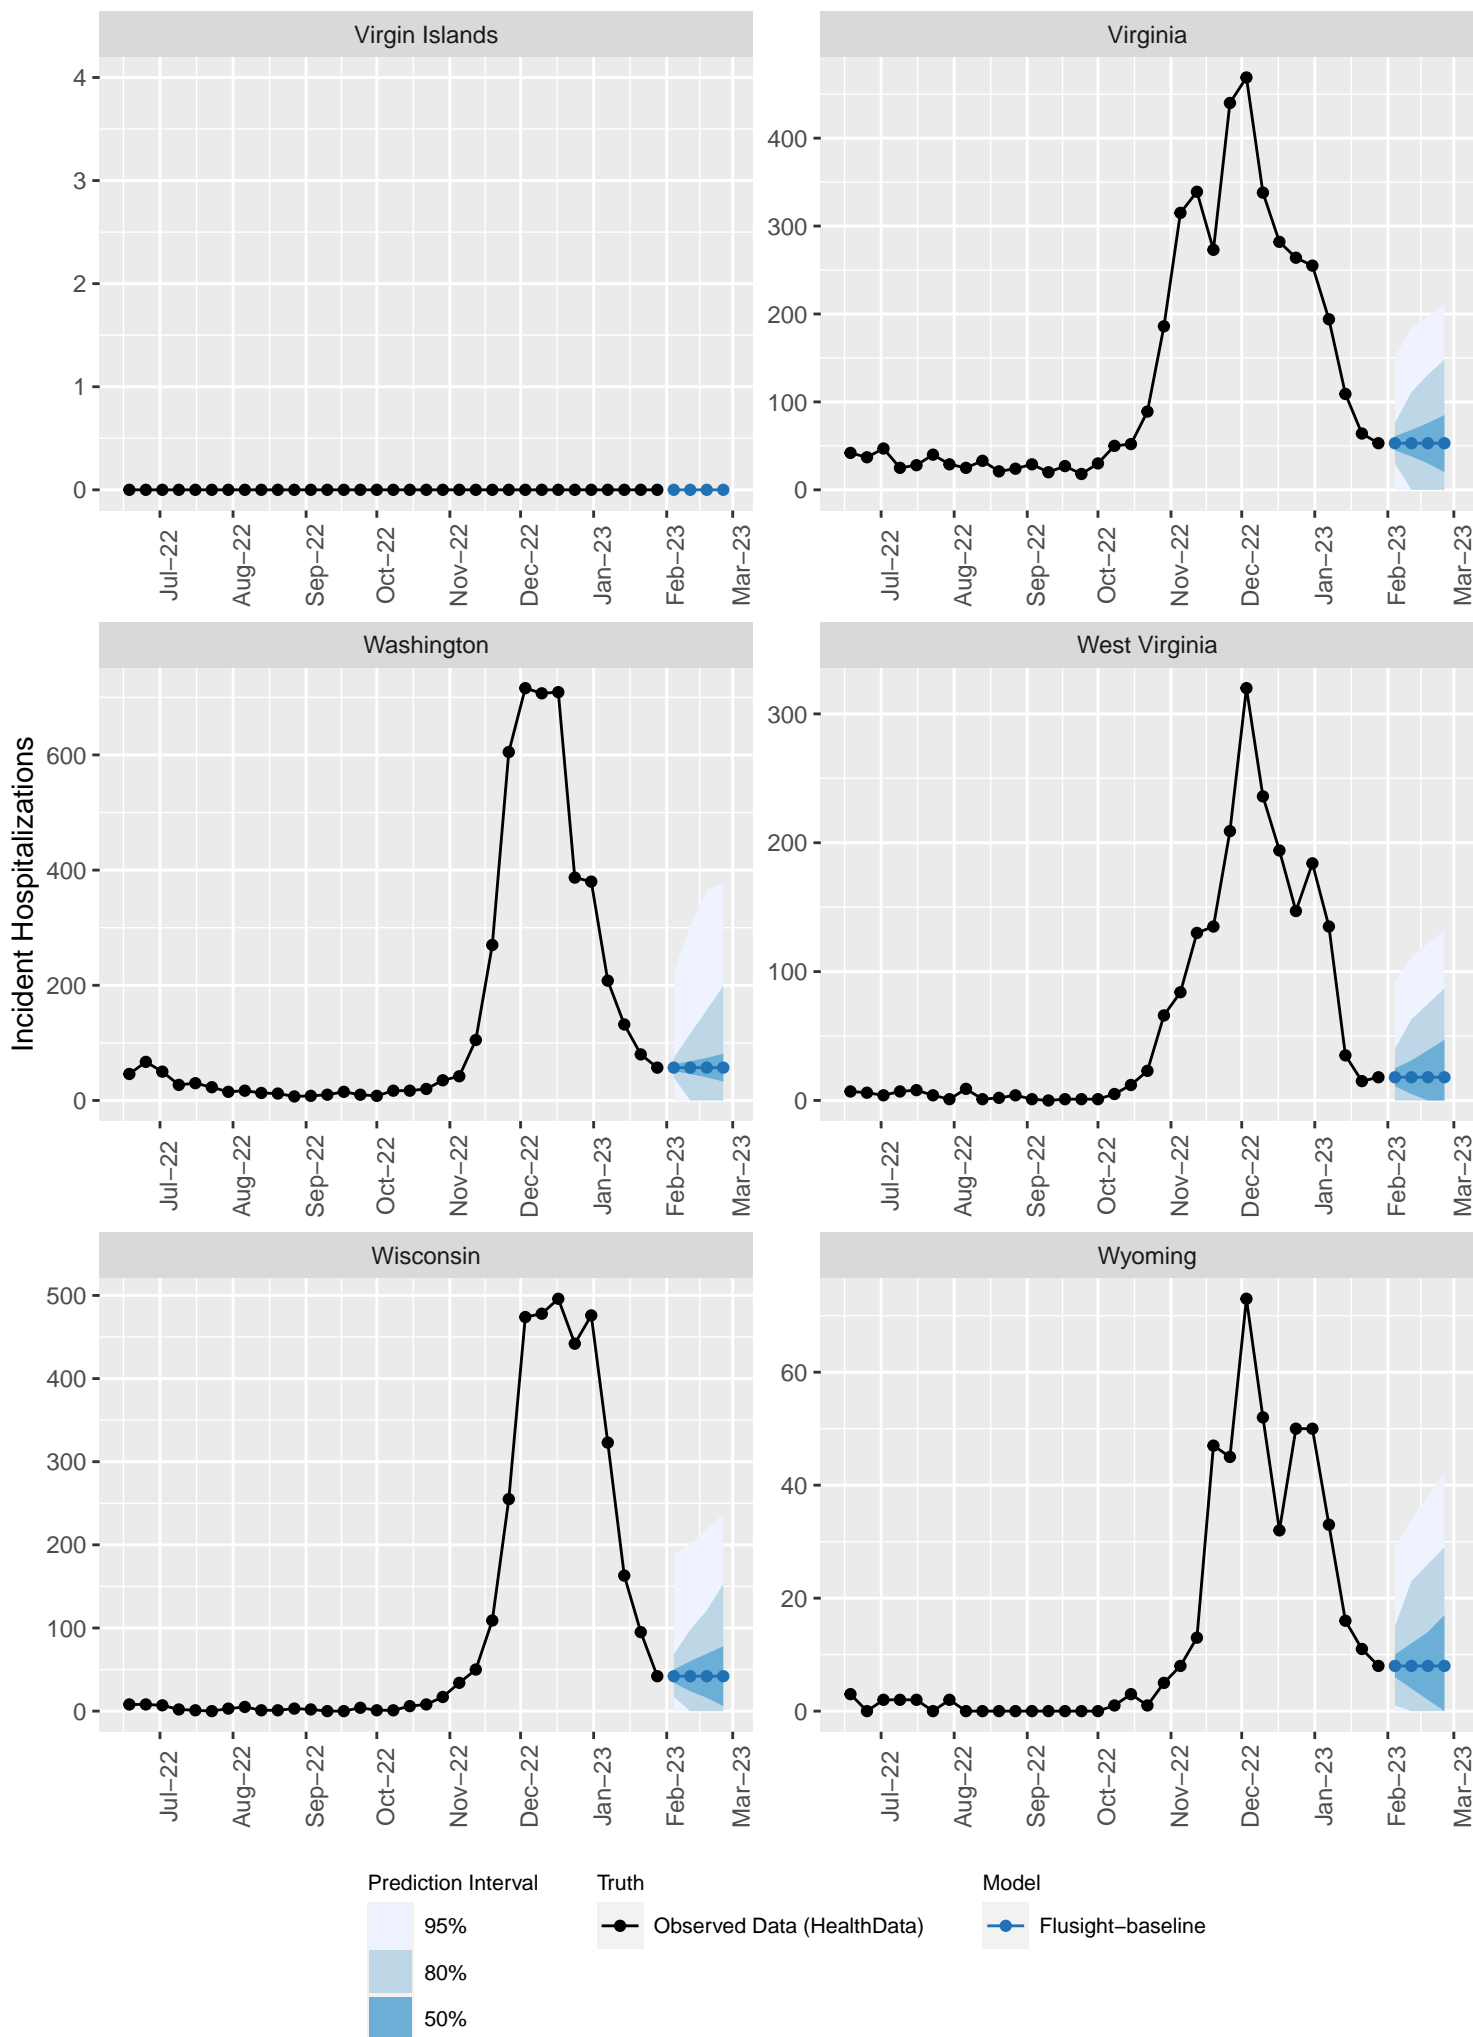 Virgin Islands
Virginia
4
3
2
1
0
400
300
200
100
0
Jul−22
Aug−22
Sep−22
Oct−22
Nov−22
Dec−22
Jan−23
Feb−23
Mar−23
Jul−22
Aug−22
Sep−22
Oct−22
Nov−22
Dec−22
Jan−23
Feb−23
Mar−23
Incident Hospitalizations
Washington
West Virginia
600
400
200
0
300
200
100
0
Jul−22
Aug−22
Sep−22
Oct−22
Nov−22
Dec−22
Jan−23
Feb−23
Mar−23
Jul−22
Aug−22
Sep−22
Oct−22
Nov−22
Dec−22
Jan−23
Feb−23
Mar−23
Wisconsin
Wyoming
500
400
300
200
100
0
60
40
20
0
Jul−22
Aug−22
Sep−22
Oct−22
Nov−22
Dec−22
Jan−23
Feb−23
Mar−23
Jul−22
Aug−22
Sep−22
Oct−22
Nov−22
Dec−22
Jan−23
Feb−23
Mar−23
Prediction Interval
95%
80%
50%
Truth
Observed Data (HealthData)
Model
Flusight−baseline